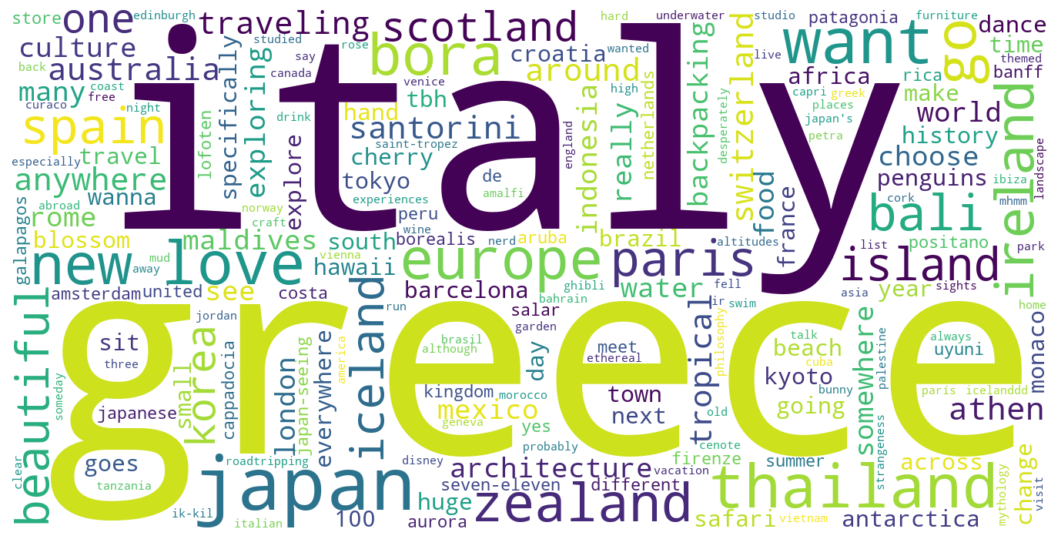 store
edinburgh
one
traveling
scotland
hard
underwater
studio
furniture
patagonia
dance
want
go
culture
back
studied
rose
say
wanted
live
themed
time
australia
coast
free
canada
bora
croatia
around
high
capri
places
africa
rica
banff
many
curaco
night
drink
venice
hand
tbh
england
japan's
greek
make
world
spain
specifically
exploring
italy
saint-tropez
santorini
indonesia
really
netherlands
backpacking
desperately
switzerland
petra
history
ireland
landscape
especially
travel
lofoten
explore
cherry
de
amalfi
food
choose
ibiza
anywhere
wanna
abroad
norway
craft
tokyo
experiences
wine
peru
france
penguins
cork
mhmm
bali
rome
galapagos
blossom
maldives
vienna
south
borealis
nerd
aruba
brazil
altitudes
list
positano
park
new
love
mud
away
hawaii
europe
paris
island
asia
year
sights
beautiful
amsterdam
united
see
costa
barcelona
ghibli
bahrain
water
fell
swim
home
greece
jordan
run
iceland
salar
garden
ir
philosophy
tropical
talk
beach
somewhere
palestine
always
uyuni
monaco
sit
three
korea
small
cappadocia
london
japan-seeing
everywhere
america
brasil
although
day
meet
ethereal
cuba
kyoto
bunny
paris icelanddd
japanese
someday
kingdom
morocco
mexico
geneva
town
next
old
going
strangeness
athen
goes
clear
tanzania
roadtripping
yes
probably
cenote
firenze
summer
across
change
visit
mythology
japan
disney
architecture
vacation
thailand
ik-kil
italian
100
huge
seven-eleven
different
aurora
zealand
safari
vietnam
antarctica